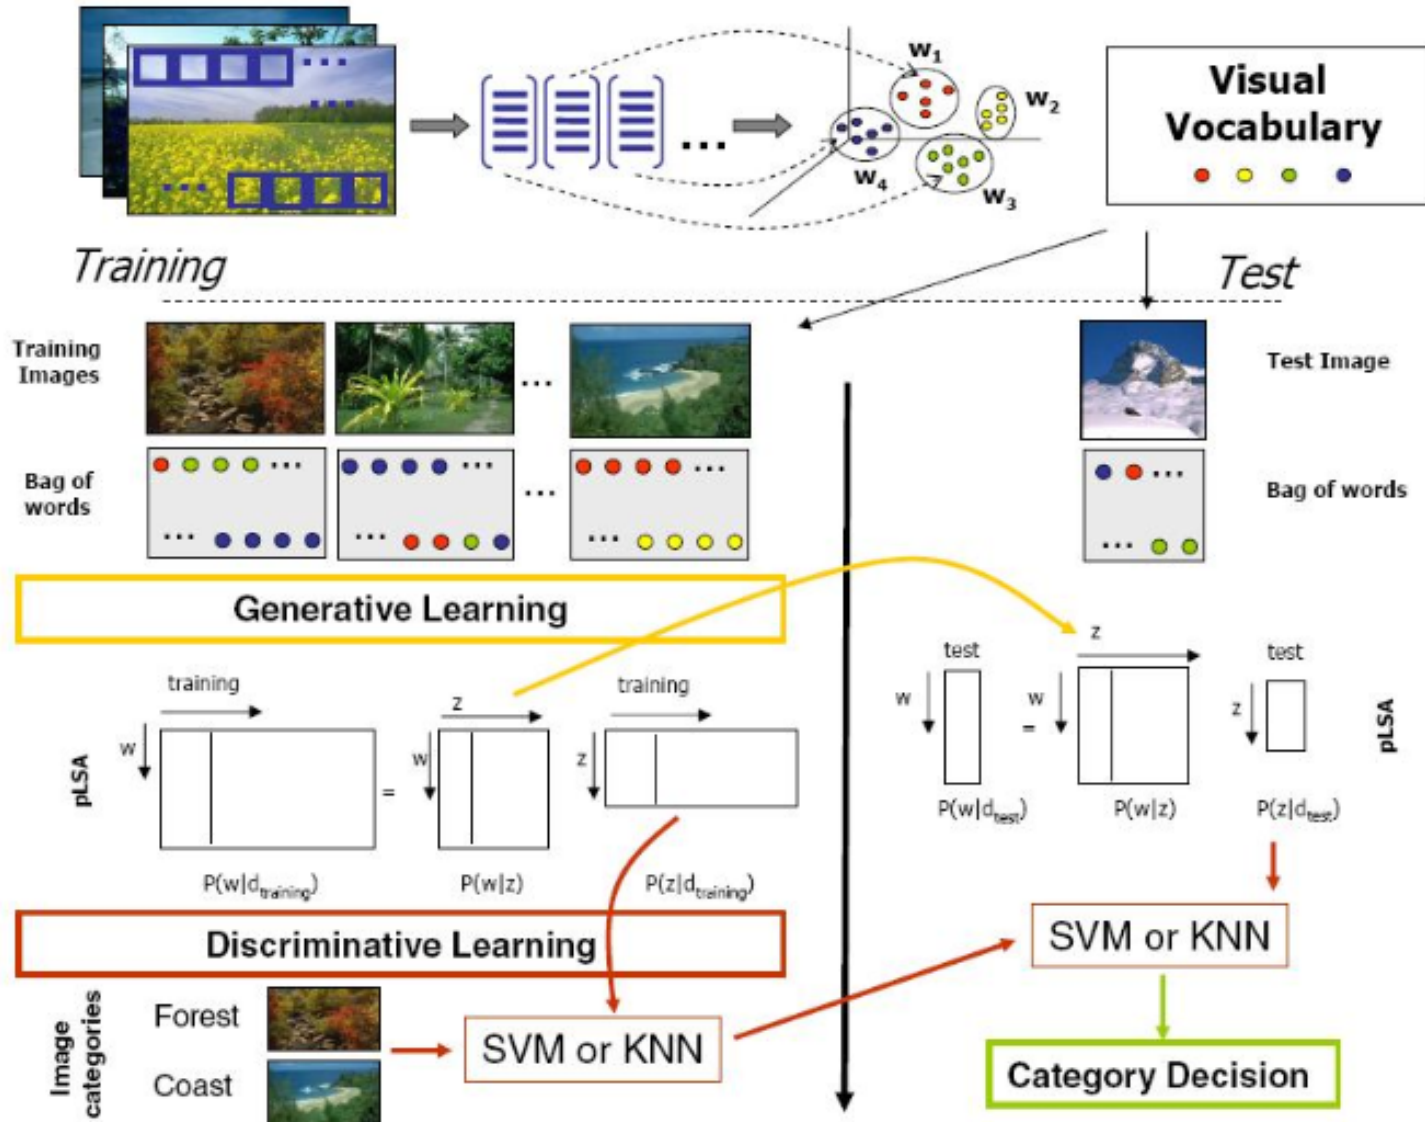 w1
w2
w3
w4
Visual
Vocabulary
Training
Test
Training
Images
Test Image
Bag of
words
Bag of words
Generative Learning
training
w
pLSA
=
z
w
P(w|dtraining)
P(w|z)
training
z
P(z|dtraining)
test
w
P(w|dtest)
=
z
w
P(w|z)
test
z
P(z|dtest)
pLSA
Discriminative Learning
Image
categories
Forest
Coast
SVM or KNN
SVM or KNN
Category Decision